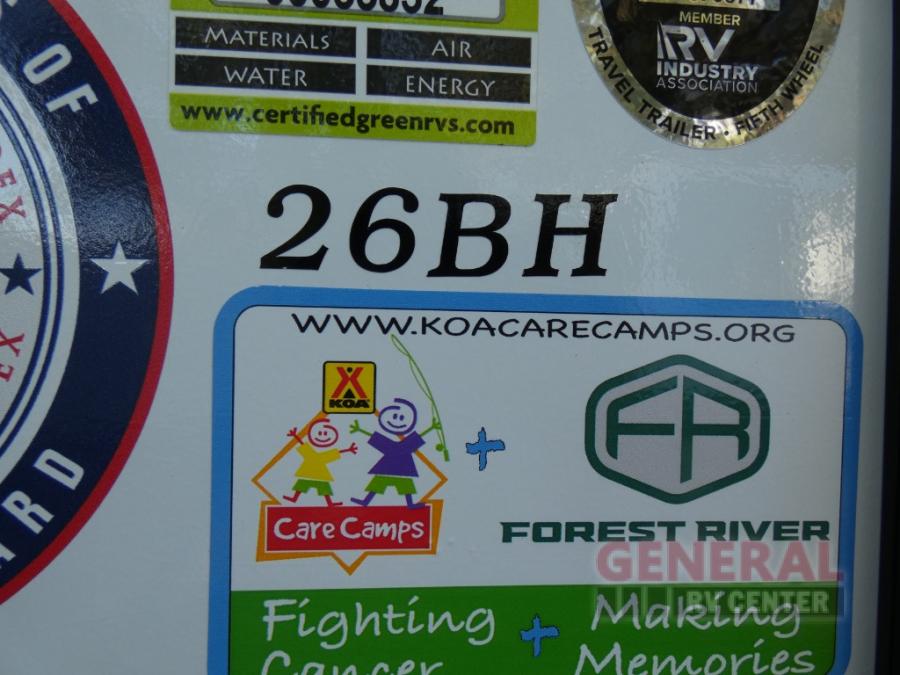 MATERIALS AIR
WATER ENERGY
www.certifiedgreenrvs.com
MEMBER
RV
INDUSTRY
ASSOCIATION
TRAVEL TRAILER • FIFTH WHEEL
OF
26BH
WWW.KOACARECAMPS.ORG
KOA
Care Camps
+
FR
FOREST RIVER
GENERAL
RV CENTER
Fighting + Making
Cancer Memories